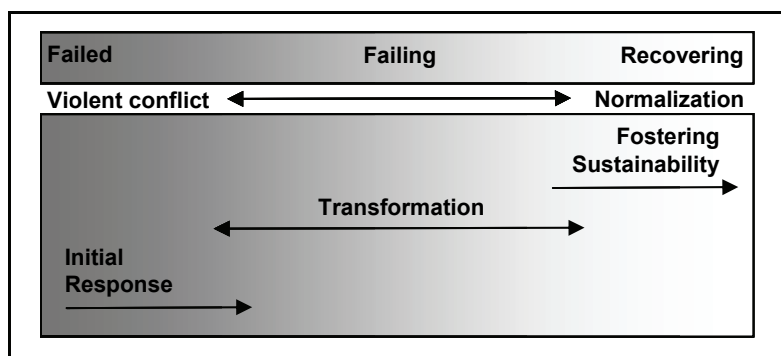 Failed Failing Recovering
Violent conflict Normalization
Fostering
Sustainability
Transformation
Initial
Response